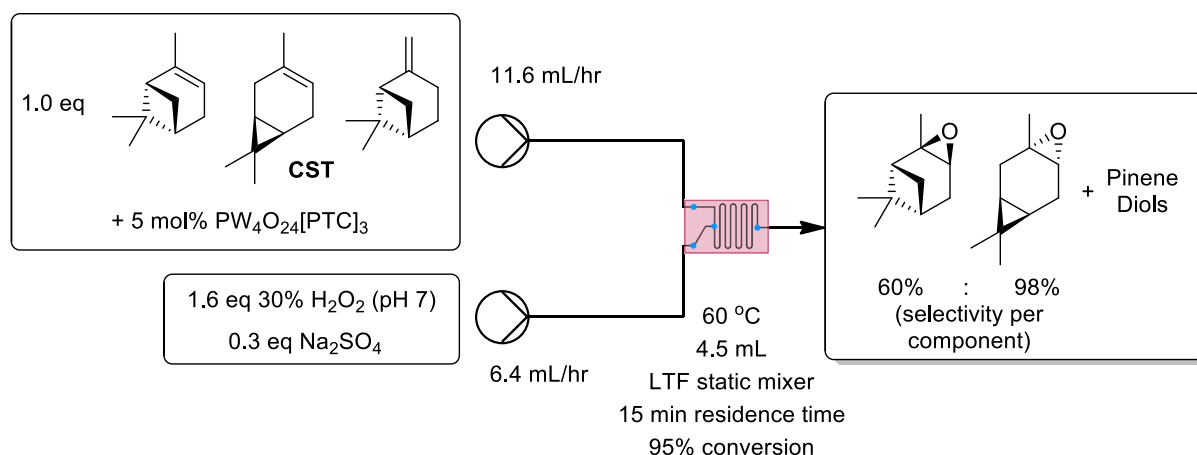 1.0 eq
CST
+ 5 mol% PW₄O₂₄[PTC]₃
11.6 mL/hr
1.6 eq 30% H₂O₂ (pH 7)
0.3 eq Na₂SO₄
6.4 mL/hr
60 °C
4.5 mL
LTF static mixer
15 min residence time
95% conversion
O
O
+ Pinene
Diols
60% : 98%
(selectivity per
component)